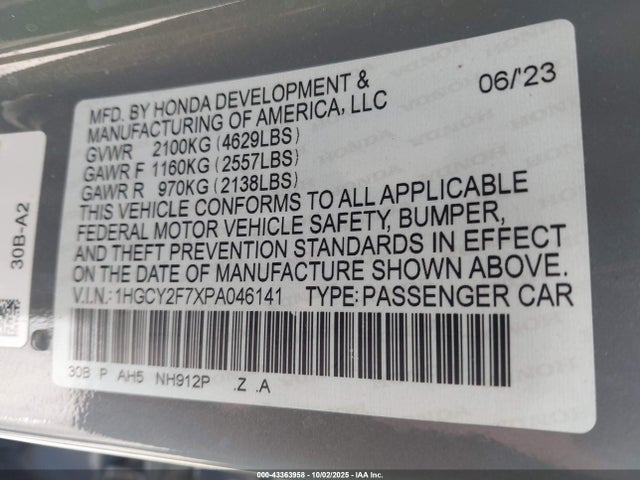 MFD. BY HONDA DEVELOPMENT & 06/'23
MANUFACTURING OF AMERICA, LLC
GVWR 2100KG (4629LBS)
GAWR F 1160KG (2557LBS)
GAWR R 970KG (2138LBS)
THIS VEHICLE CONFORMS TO ALL APPLICABLE
FEDERAL MOTOR VEHICLE SAFETY, BUMPER,
AND THEFT PREVENTION STANDARDS IN EFFECT
ON THE DATE OF MANUFACTURE SHOWN ABOVE.
V.I.N.: 1HGCY2F7XPA046141 TYPE: PASSENGER CAR
30B P AH5 NH912P .Z .A
30B-A2
000-43363958 | 10/02/2025 | IAA Inc.